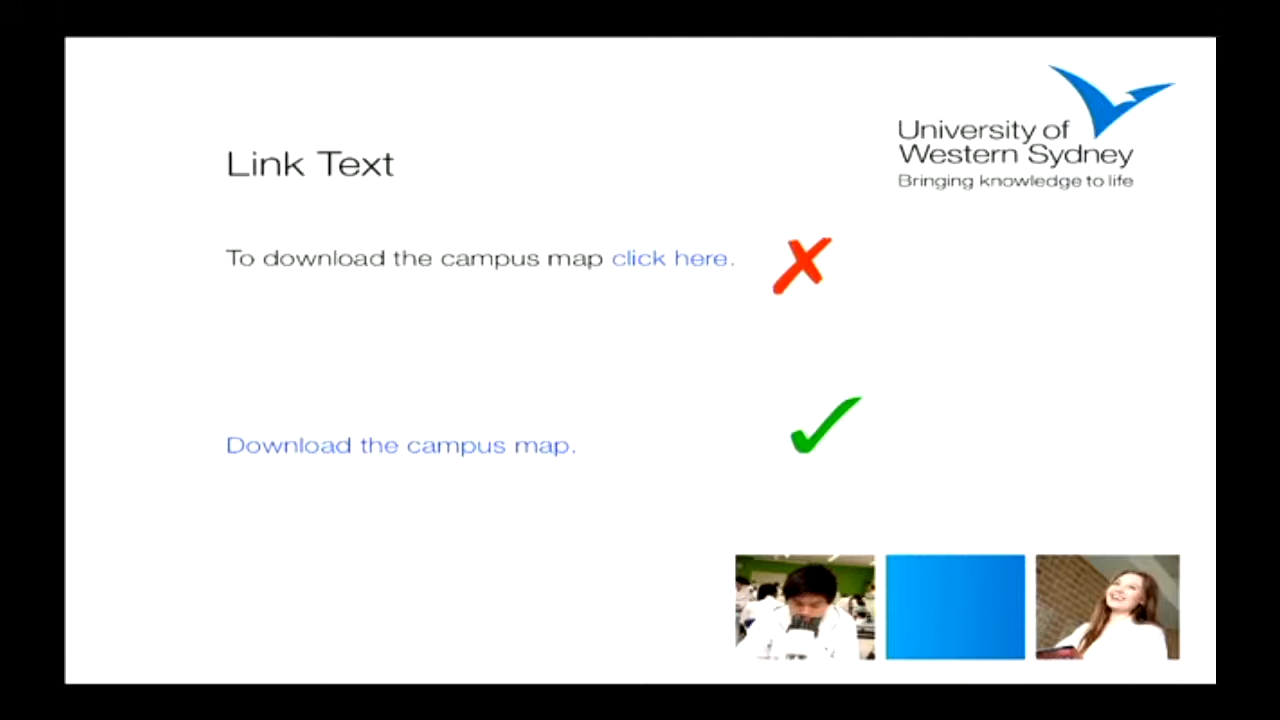 University of
Western Sydney
Bringing knowledge to life
Link Text
To download the campus map click here.
Download the campus map.